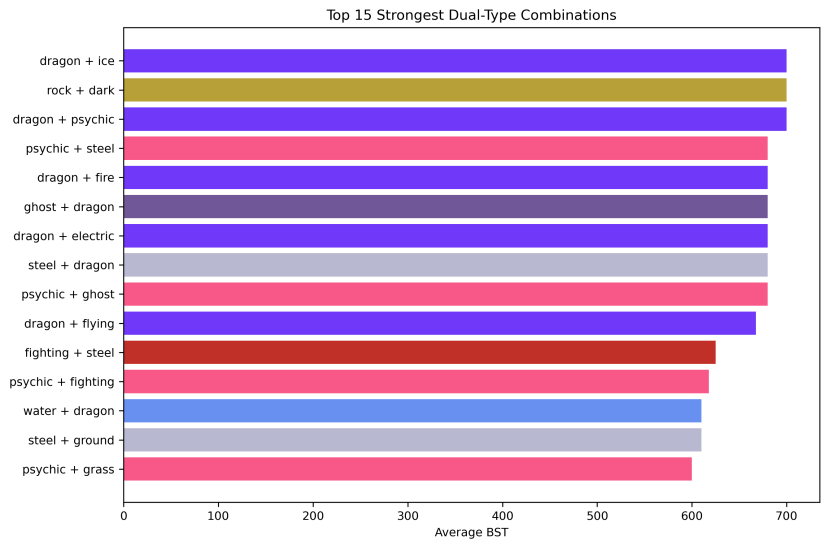 Top 15 Strongest Dual-Type Combinations
dragon + ice
rock + dark
dragon + psychic
psychic + steel
dragon + fire
ghost + dragon
dragon + electric
steel + dragon
psychic + ghost
dragon + flying
fighting + steel
psychic + fighting
water + dragon
steel + ground
psychic + grass
0 100 200 300 400 500 600 700
Average BST